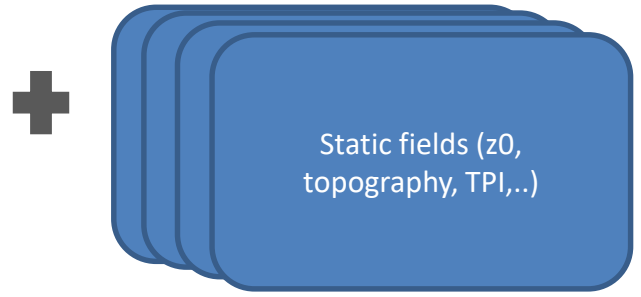 Static fields (z0,
topography, TPI,..)